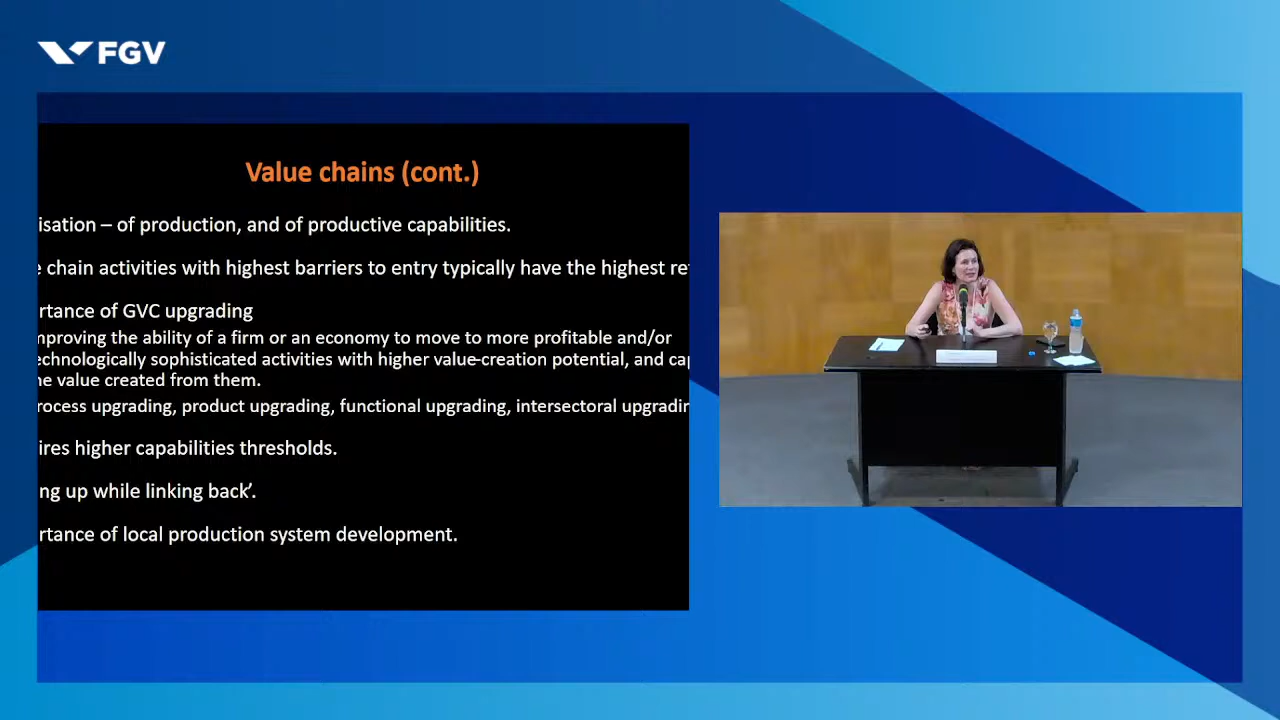 FGV
Value chains (cont.)
isation – of production, and of productive capabilities.
e chain activities with highest barriers to entry typically have the highest re
rtance of GVC upgrading
mproving the ability of a firm or an economy to move to more profitable and/or
echnologically sophisticated activities with higher value-creation potential, and cap
he value created from them.
rocess upgrading, product upgrading, functional upgrading, intersectoral upgradin
ires higher capabilities thresholds.
ng up while linking back’.
rtance of local production system development.